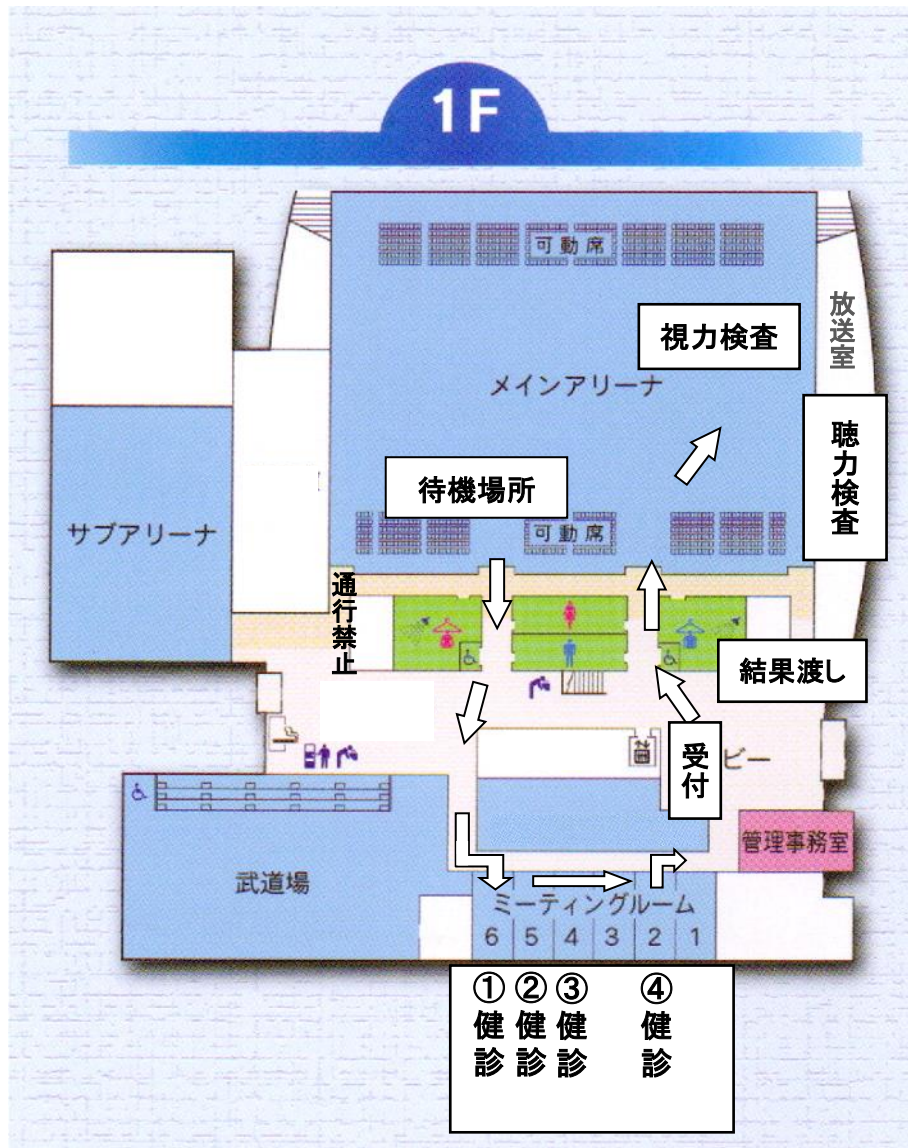 1F
可動席
視力検査
放送室
メインアリーナ
聴力検査
待機場所
可動席
サブアリーナ
通行禁止
結果渡し
受付
ビー
管理事務室
武道場
ミーティングルーム
6 5 4 3 2 1
①健診
②健診
③健診
④健診